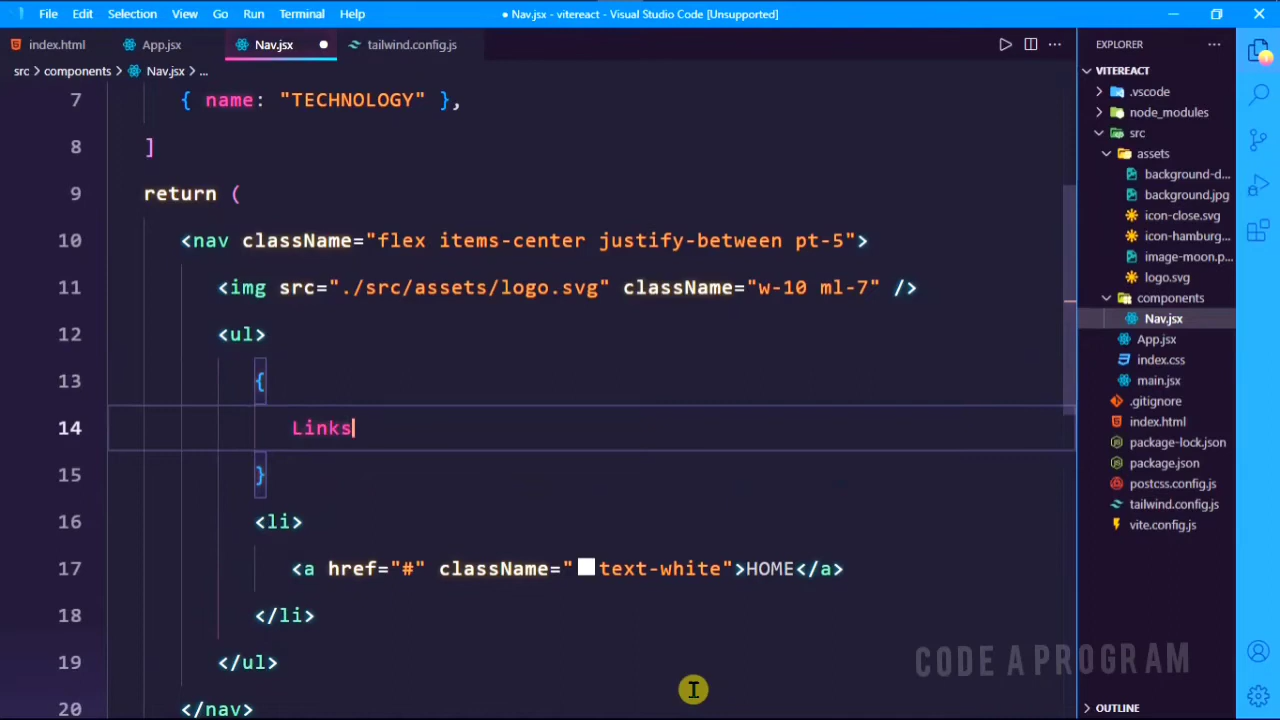 File Edit Selection View Go Run Terminal Help
● Nav.jsx - vitereact - Visual Studio Code [Unsupported]
index.html App.jsx Nav.jsx tailwind.config.js
src > components > Nav.jsx > ...
7 { name: "TECHNOLOGY" },
8 ]
9 return (
10 <nav className="flex items-center justify-between pt-5">
11 <img src="./src/assets/logo.svg" className="w-10 ml-7" />
12 <ul>
13 {
14 Links
15 }
16 <li>
17 <a href="#" className="text-white">HOME</a>
18 </li>
19 </ul>
20 </nav>
EXPLORER
VITEREACT
.vscode
node_modules
src
assets
background-d...
background.jpg
icon-close.svg
icon-hamburg...
image-moon.p...
logo.svg
components
Nav.jsx
App.jsx
index.css
main.jsx
.gitignore
index.html
package-lock.json
package.json
postcss.config.js
tailwind.config.js
vite.config.js
OUTLINE
CODE A PROGRAM